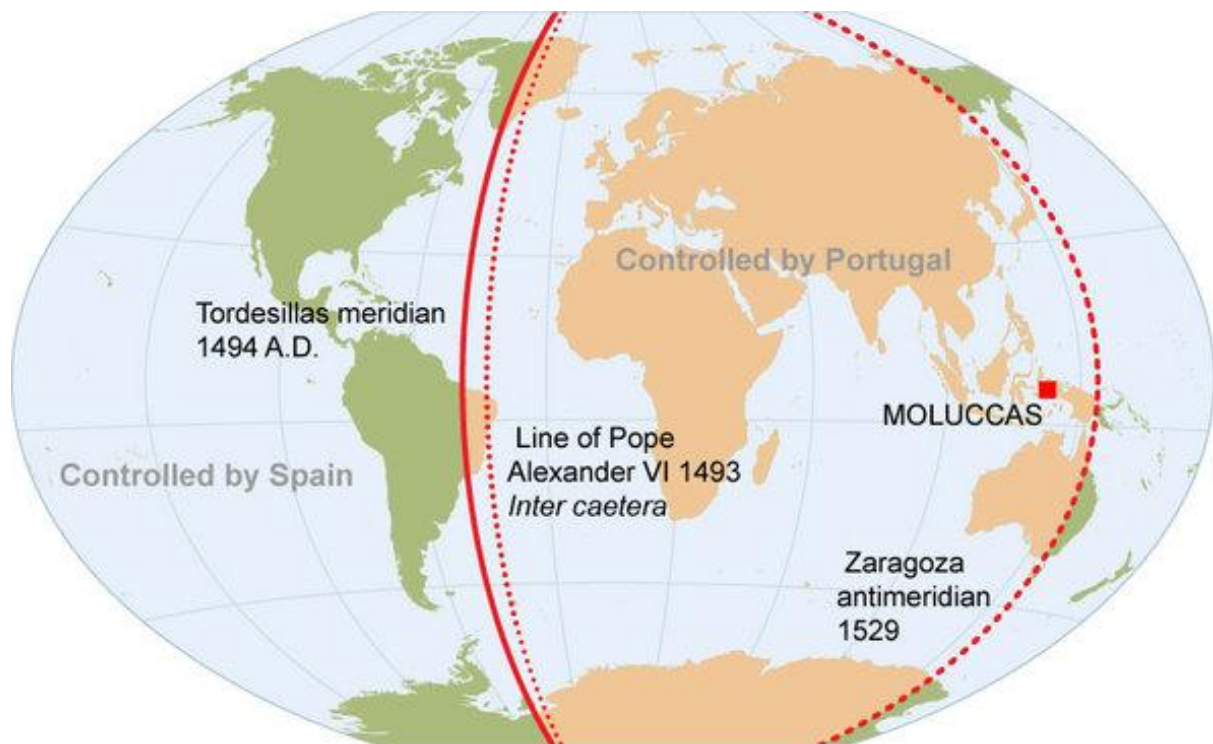 Controlled by Portugal
Tordesillas meridian
1494 A.D.
MOLUCCAS
Line of Pope
Alexander VI 1493
Inter caetera
Controlled by Spain
Zaragoza
antimeridian
1529